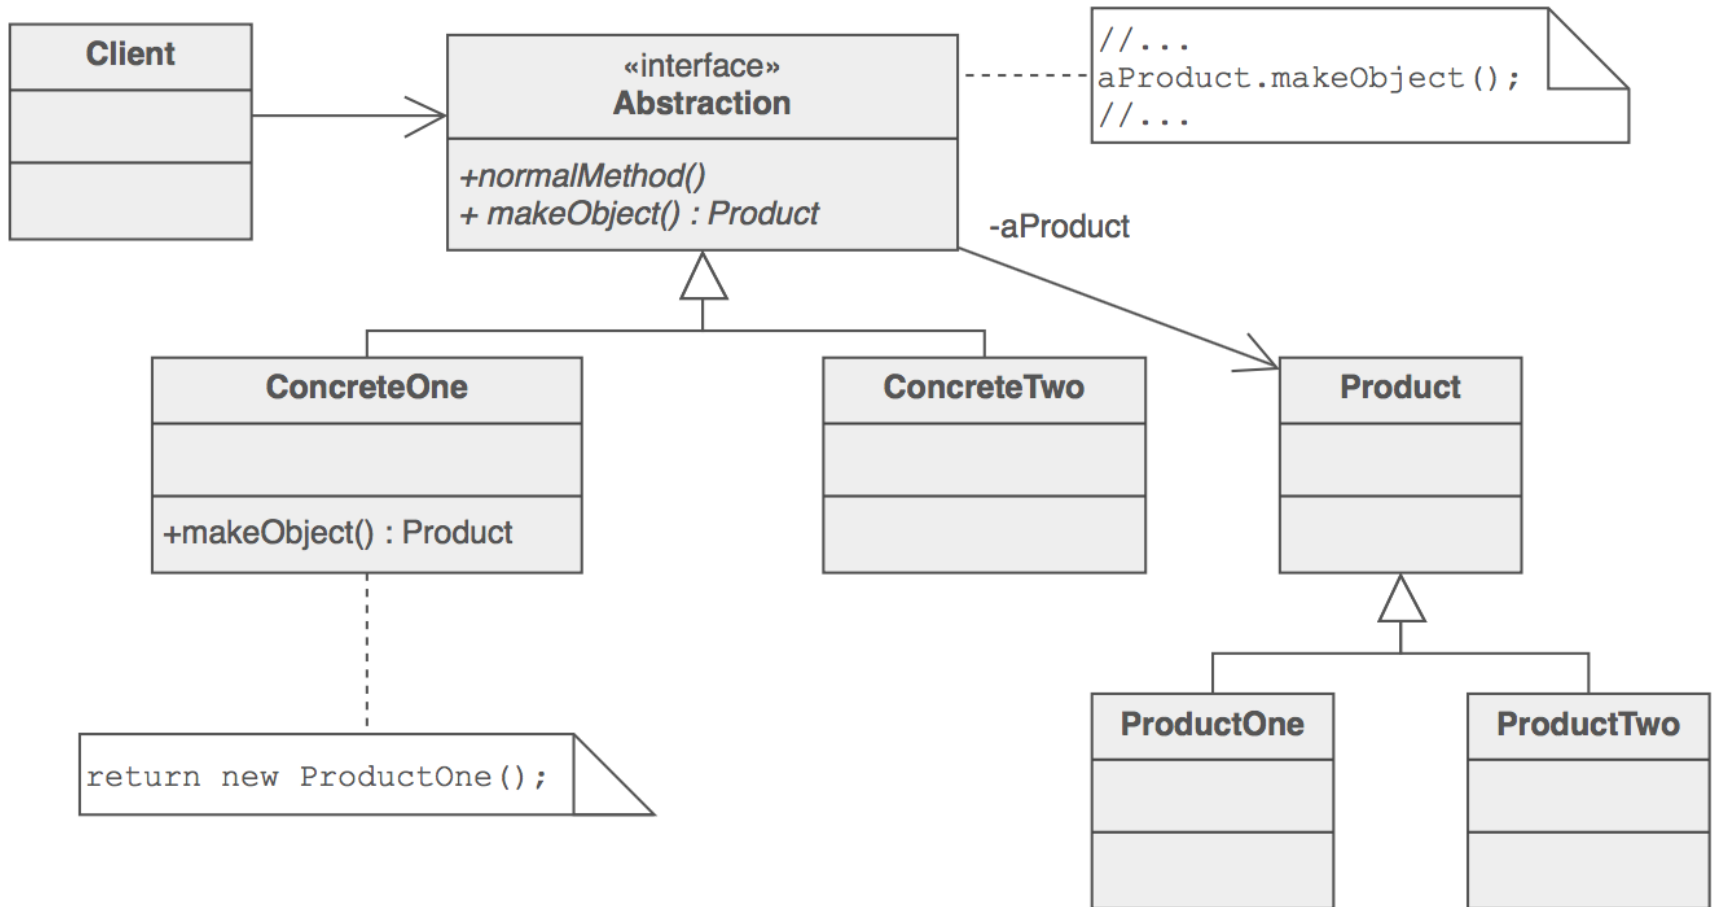 Client
«interface»
Abstraction
+normalMethod()
+ makeObject() : Product
//...
aProduct.makeObject();
//...
-aProduct
ConcreteOne
+makeObject() : Product
ConcreteTwo
Product
return new ProductOne();
ProductOne
ProductTwo